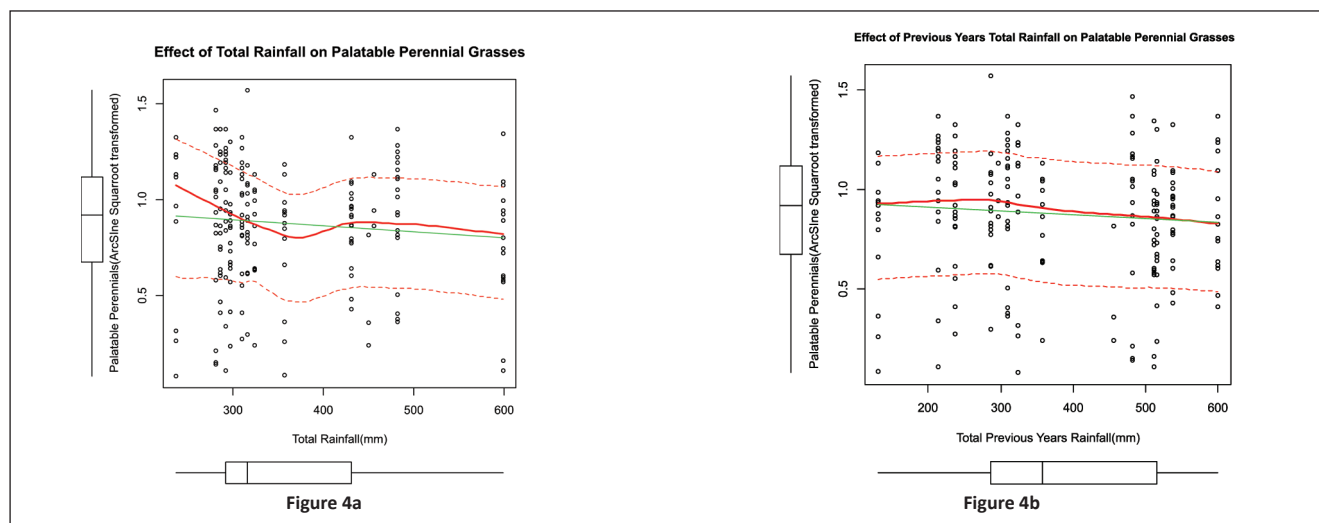 Effect of Total Rainfall on Palatable Perennial Grasses
Palatable Perennials(ArcSIne Squarroot transformed)
1.5
1.0
0.5
300 400 500 600
Total Rainfall(mm)
Figure 4a
Effect of Previous Years Total Rainfall on Palatable Perennial Grasses
Palatable Perennials(ArcSIne Squarroot transformed)
1.5
1.0
0.5
200 300 400 500 600
Total Previous Years Rainfall(mm)
Figure 4b